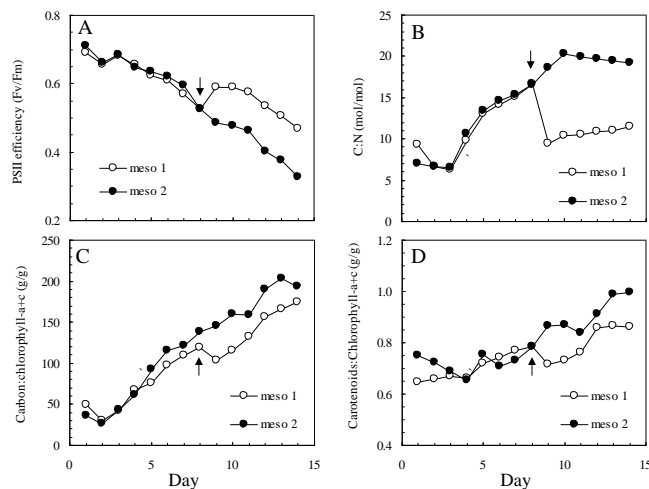 A
PSII efficiency (Fv/Fm)
0.8
0.6
0.4
0.2
meso 1
meso 2
B
C:N (mol/mol)
25
20
15
10
5
0
meso 1
meso 2
C
Carbon:chlorophyll-a+c (g/g)
250
200
150
100
50
0
meso 1
meso 2
0 5 10 15
Day
D
Carotenoids:Chlorophyll-a+c (g/g)
1.2
1.0
0.8
0.6
0.4
meso 1
meso 2
0 5 10 15
Day